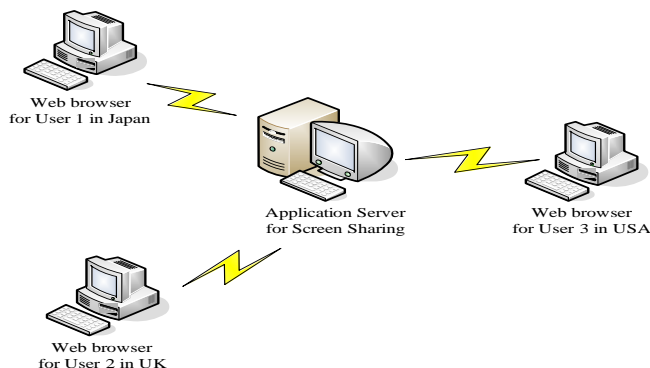 Web browser
for User 1 in Japan
Application Server
for Screen Sharing
Web browser
for User 3 in USA
Web browser
for User 2 in UK